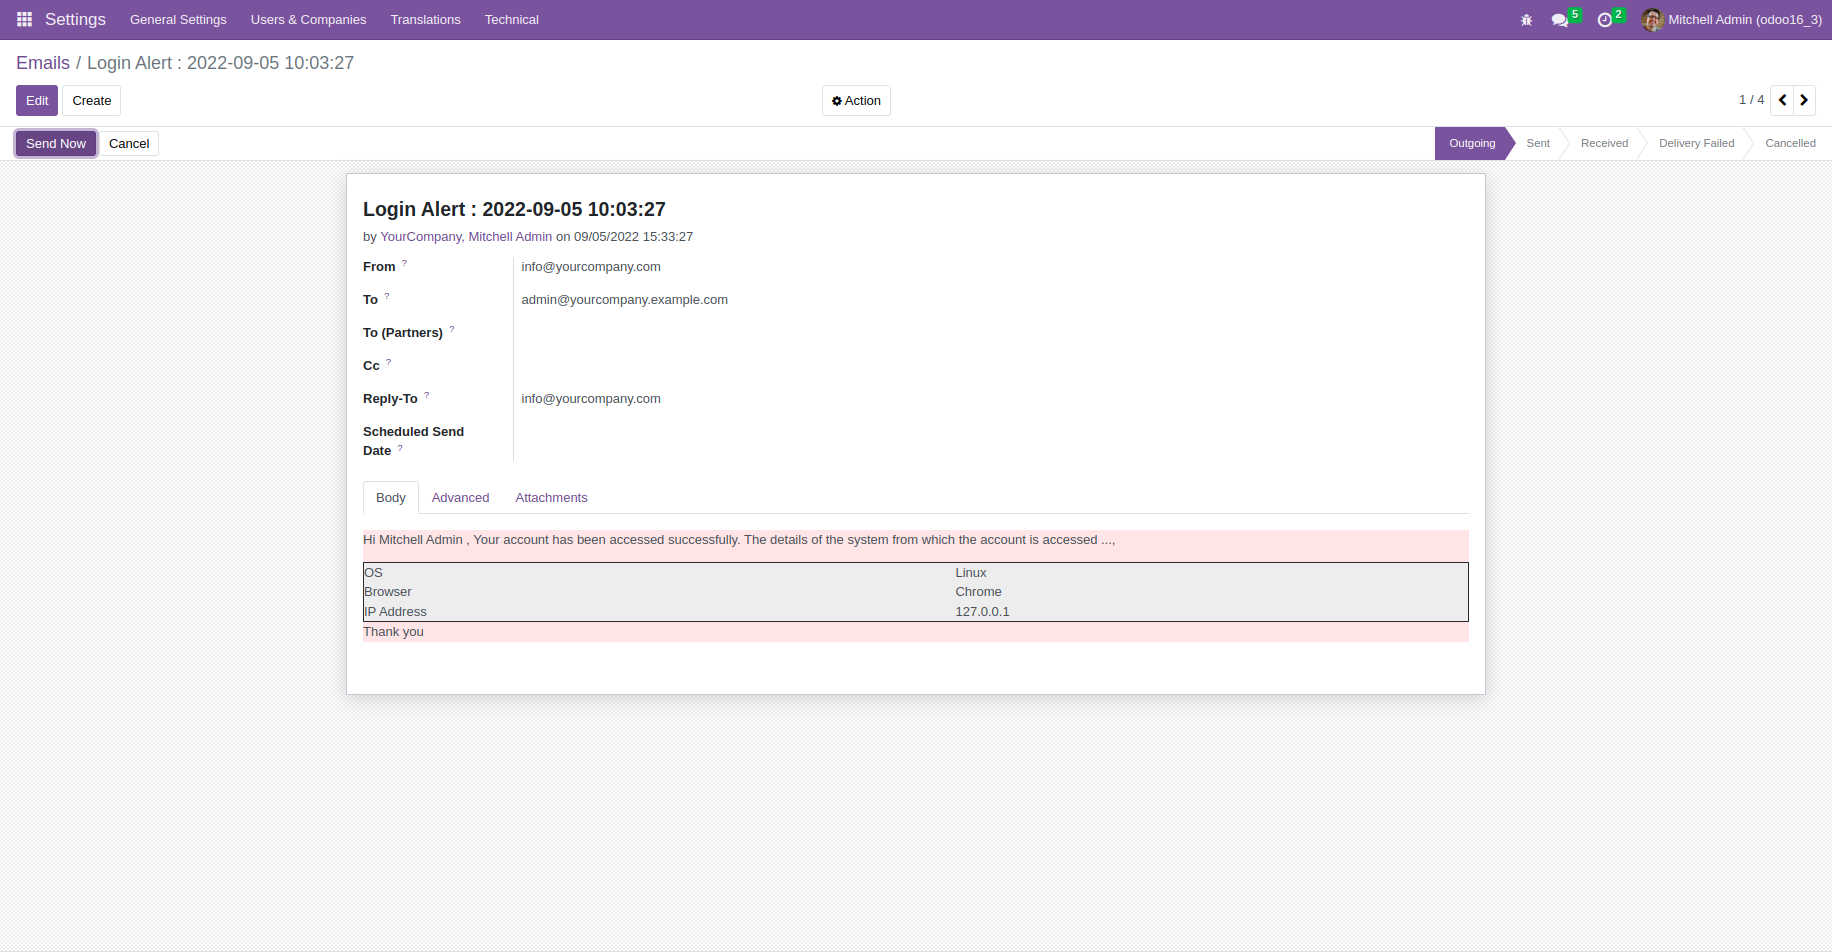 Settings General Settings Users & Companies Translations Technical 5 2 Mitchell Admin (odoo16_3)
Emails / Login Alert : 2022-09-05 10:03:27
Edit Create Action 1 / 4
Send Now Cancel Outgoing Sent Received Delivery Failed Cancelled
Login Alert : 2022-09-05 10:03:27
by YourCompany, Mitchell Admin on 09/05/2022 15:33:27
From ? info@yourcompany.com
To ? admin@yourcompany.example.com
To (Partners) ?
Cc ?
Reply-To ? info@yourcompany.com
Scheduled Send
Date ?
Body Advanced Attachments
Hi Mitchell Admin , Your account has been accessed successfully. The details of the system from which the account is accessed ...,
OS Linux
Browser Chrome
IP Address 127.0.0.1
Thank you